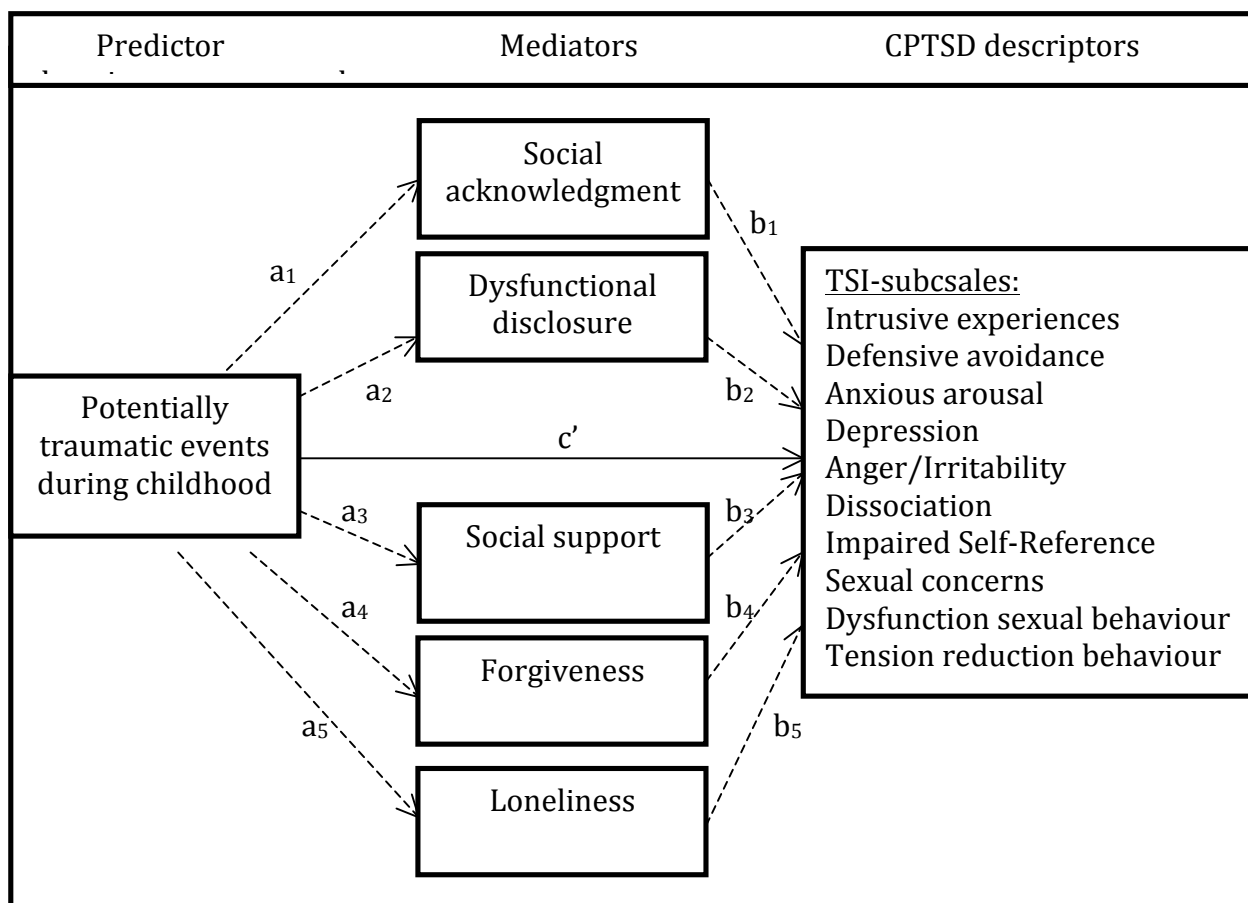 Predictor Mediators CPTSD descriptors
Social
acknowledgment
b1
a1
Dysfunctional
disclosure
a2
b2
Potentially
traumatic events
during childhood
c’
a3
Social support
b3
a4
Forgiveness
b4
a5
Loneliness
b5
TSI-subcsales:
Intrusive experiences
Defensive avoidance
Anxious arousal
Depression
Anger/Irritability
Dissociation
Impaired Self-Reference
Sexual concerns
Dysfunction sexual behaviour
Tension reduction behaviour